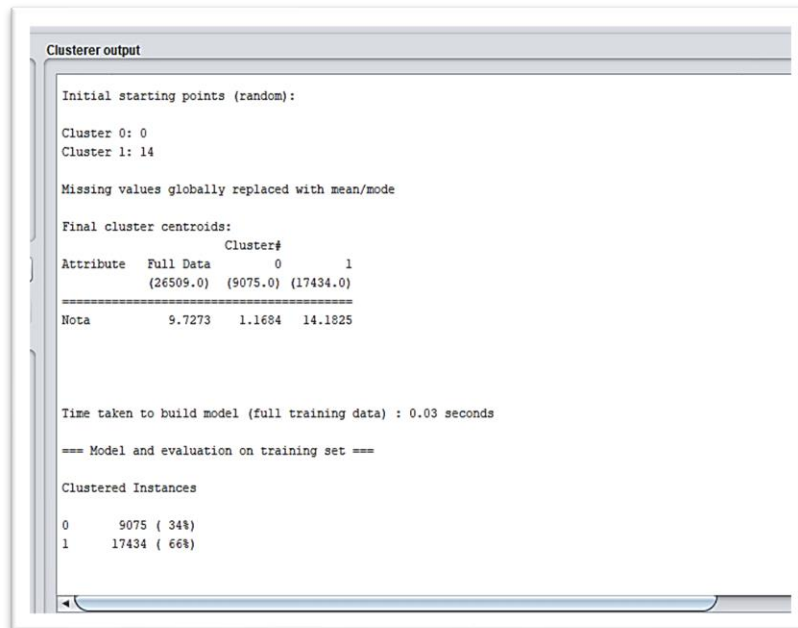 Clusterer output
Initial starting points (random):
Cluster 0: 0
Cluster 1: 14
Missing values globally replaced with mean/mode
Final cluster centroids:
Cluster#
Attribute Full Data 0 1
(26509.0) (9075.0) (17434.0)
==========================================
Nota 9.7273 1.1684 14.1825
Time taken to build model (full training data) : 0.03 seconds
=== Model and evaluation on training set ===
Clustered Instances
0 9075 ( 34%)
1 17434 ( 66%)